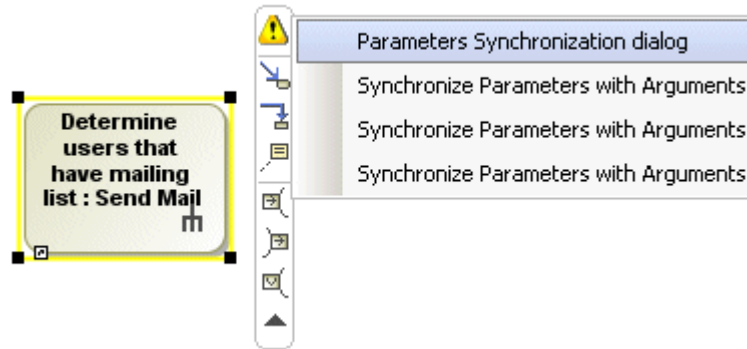 Determine
users that
have mailing
list : Send Mail
Parameters Synchronization dialog
Synchronize Parameters with Arguments
Synchronize Parameters with Arguments
Synchronize Parameters with Arguments